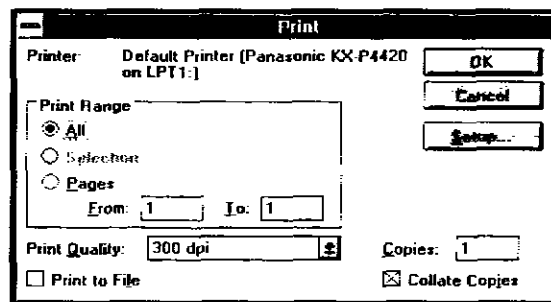 Print
Printer: Default Printer (Panasonic KX-P4420 on LPT1:)
OK
Cancel
Setup...
Print Range
All
Selection
Pages
From: 1 To: 1
Print Quality: 300 dpi
Copies: 1
Print to File
Collate Copies